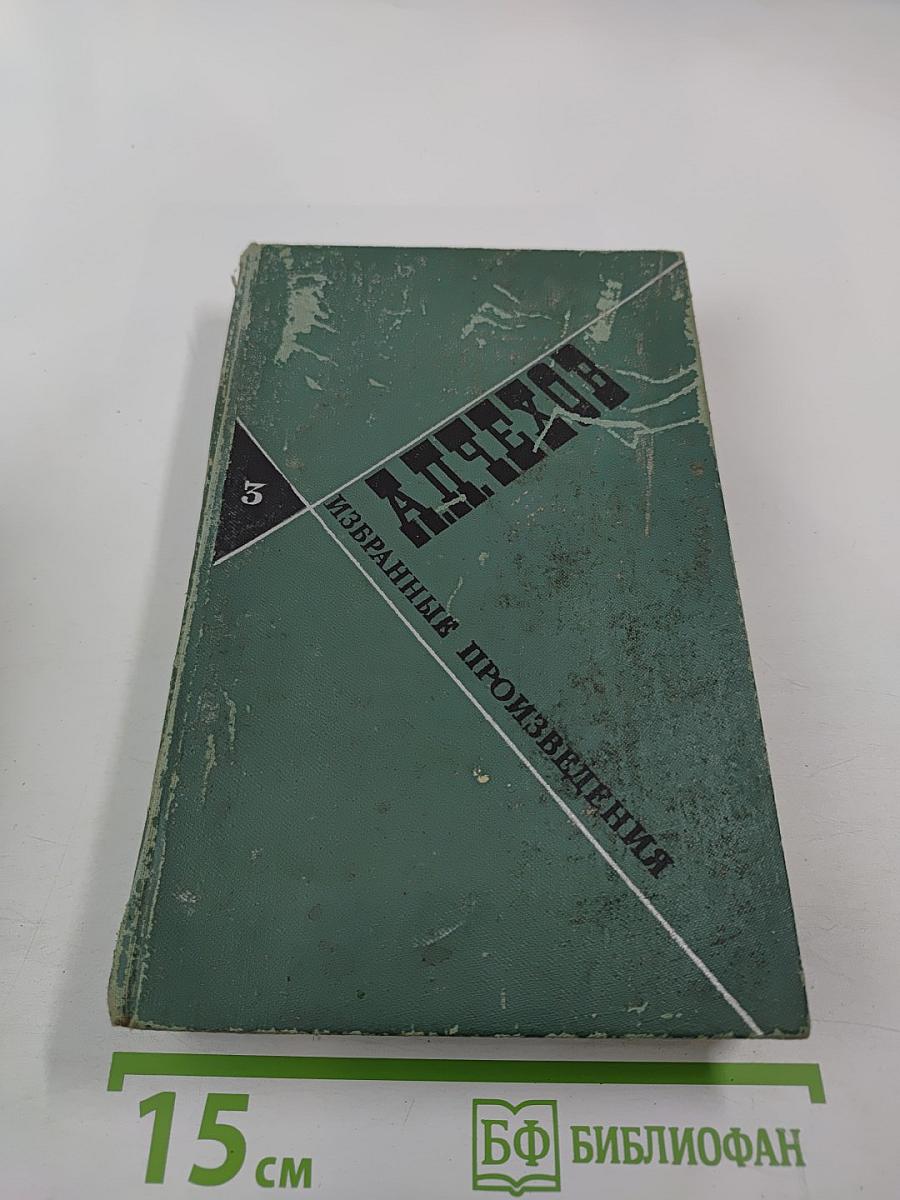 А.П.ЧЕХОВ
3
ИЗБРАННЫЕ ПРОИЗВЕДЕНИЯ
15 см
БФ БИБЛИОФАН